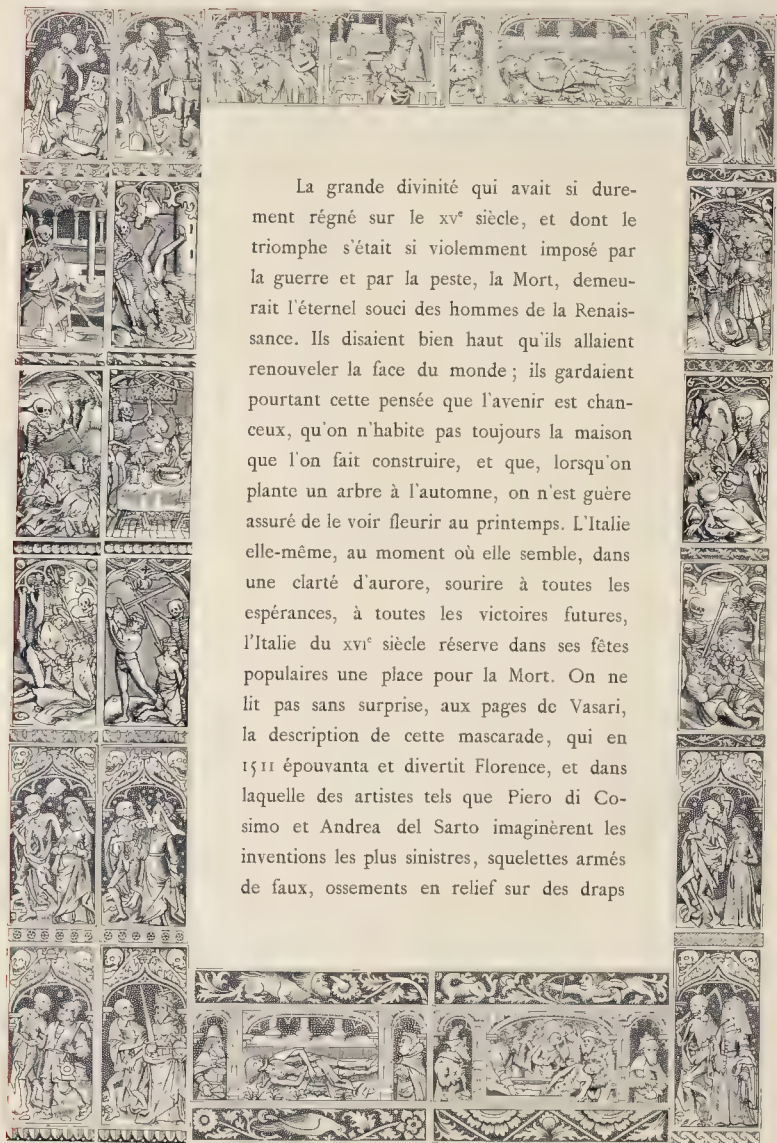 La grande divinité qui avait si dure-
ment régné sur le XVᵉ siècle, et dont le
triomphe s'était si violemment imposé par
la guerre et par la peste, la Mort, demeu-
rait l'éternel souci des hommes de la Renais-
sance. Ils disaient bien haut qu'ils allaient
renouveler la face du monde ; ils gardaient
pourtant cette pensée que l'avenir est chan-
ceux, qu'on n'habite pas toujours la maison
que l'on fait construire, et que, lorsqu'on
plante un arbre à l'automne, on n'est guère
assuré de le voir fleurir au printemps. L'Italie
elle-même, au moment où elle semble, dans
une clarté d'aurore, sourire à toutes les
espérances, à toutes les victoires futures,
l'Italie du XVIᵉ siècle réserve dans ses fêtes
populaires une place pour la Mort. On ne
lit pas sans surprise, aux pages de Vasari,
la description de cette mascarade, qui en
1511 épouvanta et divertit Florence, et dans
laquelle des artistes tels que Piero di Co-
simo et Andrea del Sarto imaginèrent les
inventions les plus sinistres, squelettes armés
de faux, ossements en relief sur des draps